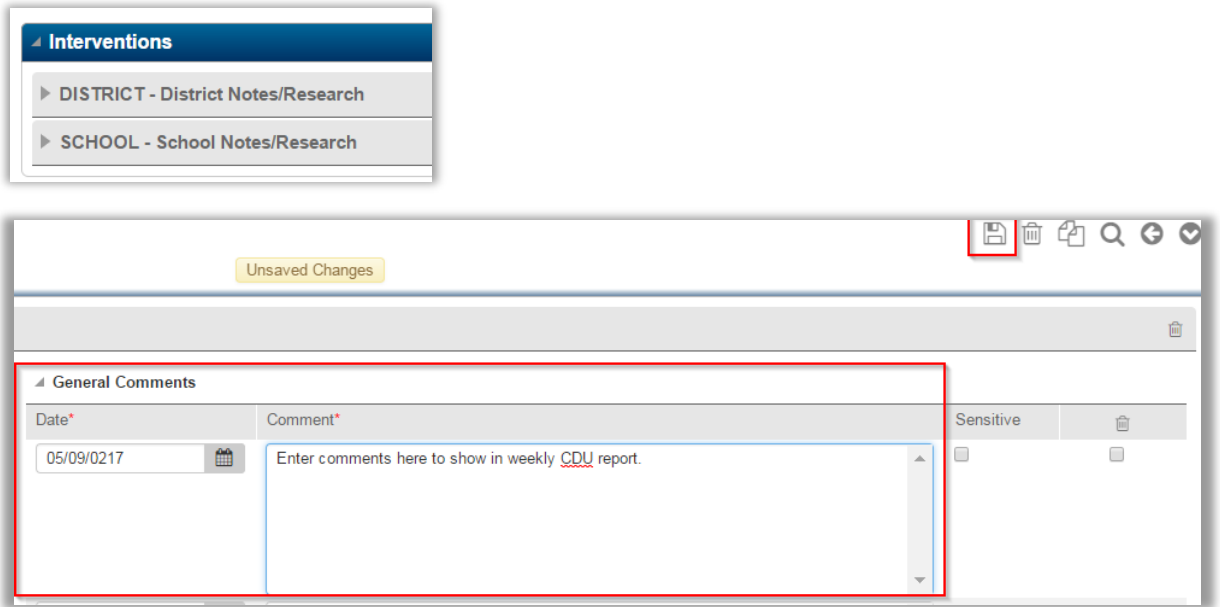 Interventions
DISTRICT - District Notes/Research
SCHOOL - School Notes/Research
Unsaved Changes
General Comments
Date* Comment* Sensitive
05/09/0217 Enter comments here to show in weekly CDU report.